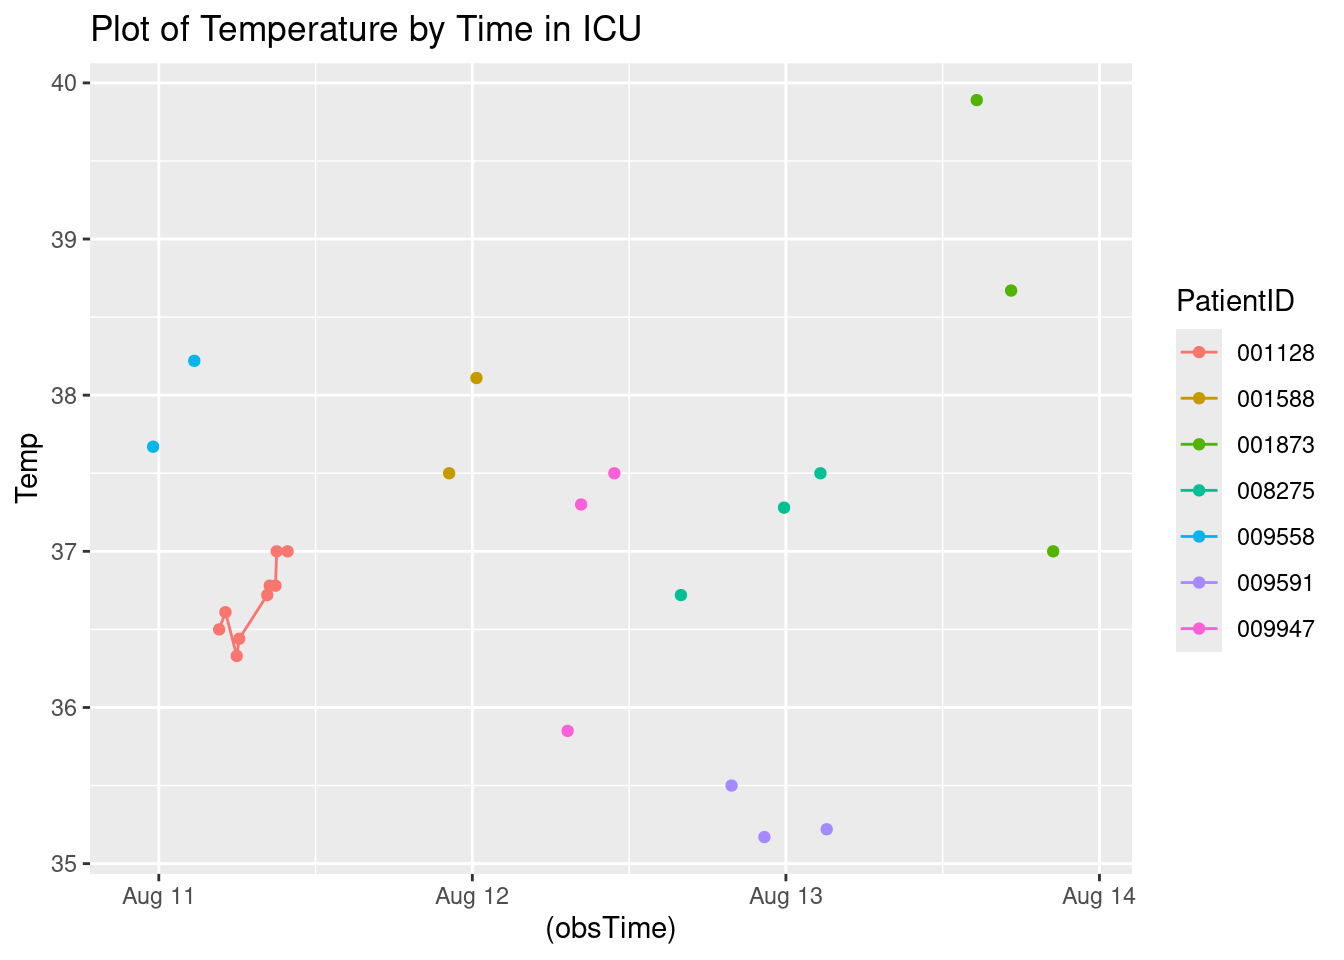 Plot of Temperature by Time in ICU
40
39
38
37
36
35
Temp
Aug 11
Aug 12
Aug 13
Aug 14
(obsTime)
PatientID
001128
001588
001873
008275
009558
009591
009947